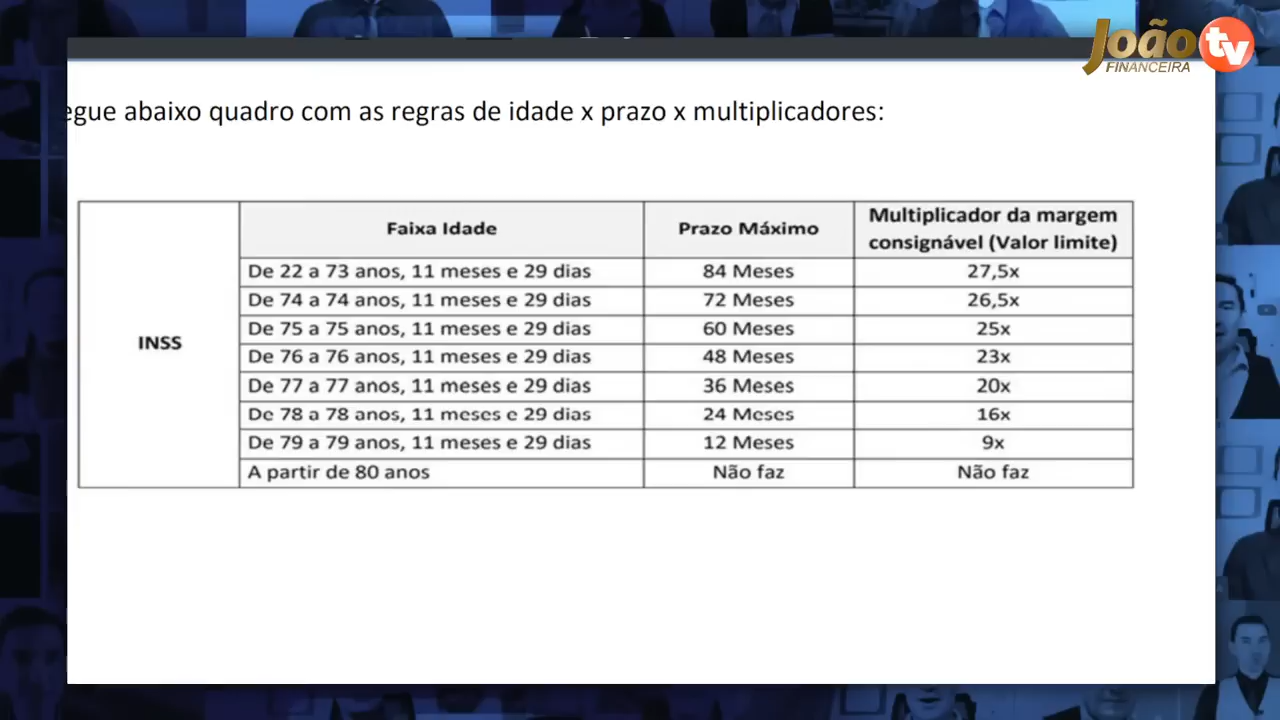 João tv
FINANCEIRA
egue abaixo quadro com as regras de idade x prazo x multiplicadores:
Faixa Idade Prazo Máximo Multiplicador da margem
consignável (Valor limite)
De 22 a 73 anos, 11 meses e 29 dias 84 Meses 27,5x
De 74 a 74 anos, 11 meses e 29 dias 72 Meses 26,5x
De 75 a 75 anos, 11 meses e 29 dias 60 Meses 25x
INSS
De 76 a 76 anos, 11 meses e 29 dias 48 Meses 23x
De 77 a 77 anos, 11 meses e 29 dias 36 Meses 20x
De 78 a 78 anos, 11 meses e 29 dias 24 Meses 16x
De 79 a 79 anos, 11 meses e 29 dias 12 Meses 9x
A partir de 80 anos Não faz Não faz